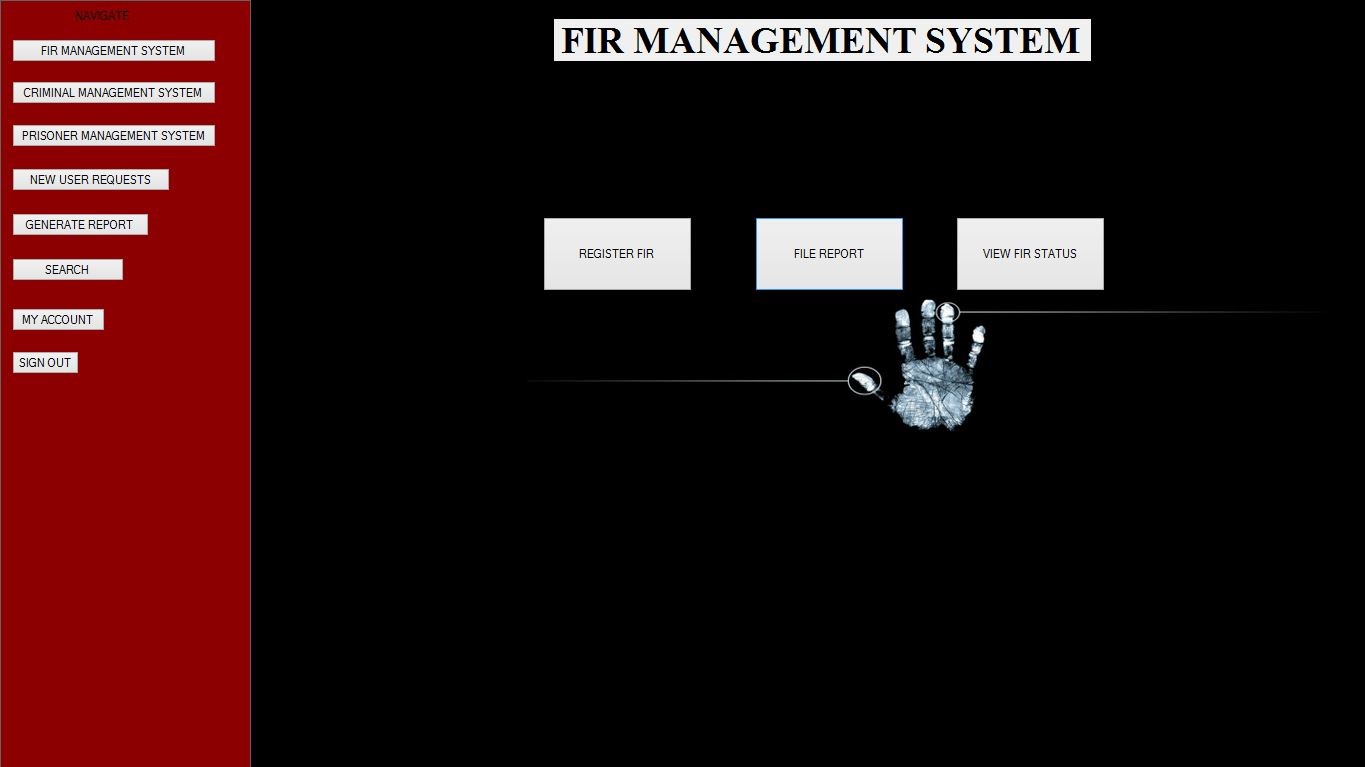 NAVIGATE
FIR MANAGEMENT SYSTEM
CRIMINAL MANAGEMENT SYSTEM
PRISONER MANAGEMENT SYSTEM
NEW USER REQUESTS
GENERATE REPORT
SEARCH
MY ACCOUNT
SIGN OUT
FIR MANAGEMENT SYSTEM
REGISTER FIR
FILE REPORT
VIEW FIR STATUS